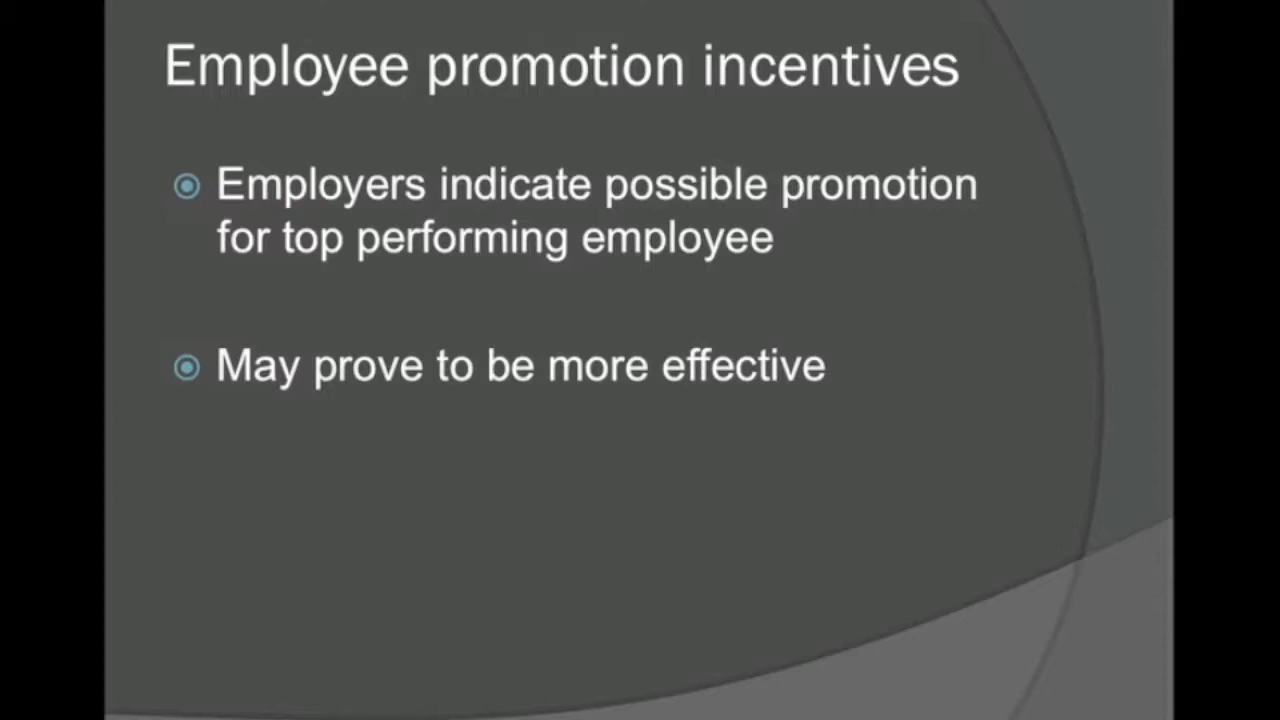 Employee promotion incentives
Employers indicate possible promotion
for top performing employee
May prove to be more effective